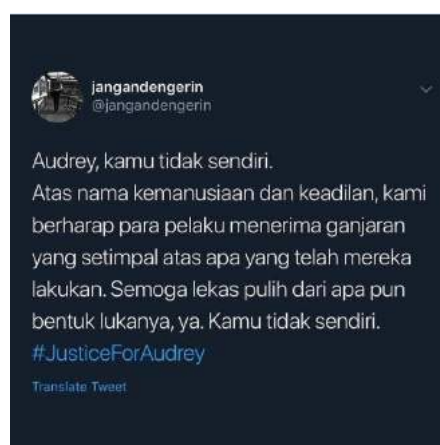 jangandengerin
@jangandengerin
Audrey, kamu tidak sendiri.
Atas nama kemanusiaan dan keadilan, kami
berharap para pelaku menerima ganjaran
yang setimpal atas apa yang telah mereka
lakukan. Semoga lekas pulih dari apa pun
bentuk lukanya, ya. Kamu tidak sendiri.
#JusticeForAudrey
Translate Tweet